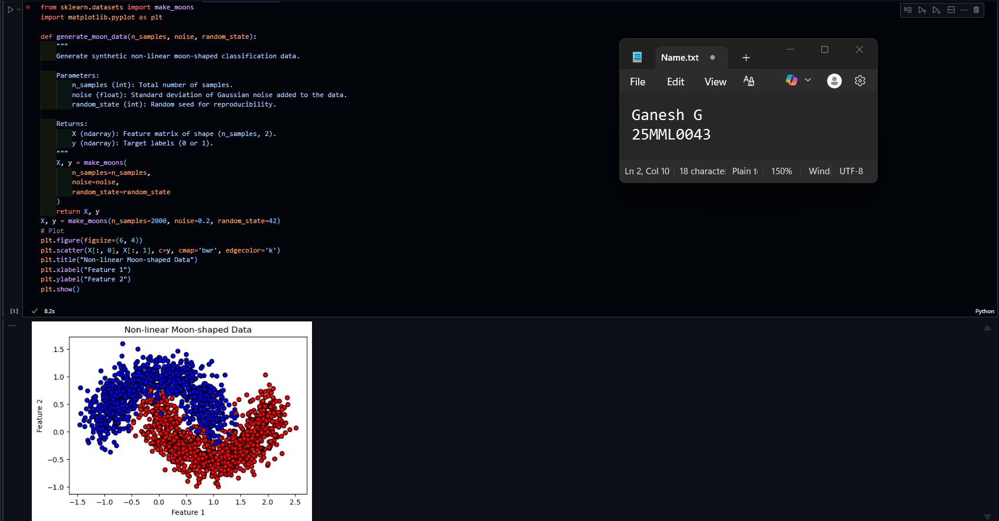 from sklearn.datasets import make_moons
import matplotlib.pyplot as plt
def generate_moon_data(n_samples, noise, random_state):
"""
Generate synthetic non-linear moon-shaped classification data.
Parameters:
n_samples (int): Total number of samples.
noise (float): Standard deviation of Gaussian noise added to the data.
random_state (int): Random seed for reproducibility.
Returns:
X (ndarray): Feature matrix of shape (n_samples, 2).
y (ndarray): Target labels (0 or 1).
"""
X, y = make_moons(
n_samples=n_samples,
noise=noise,
random_state=random_state
)
return X, y
X, y = make_moons(n_samples=2000, noise=0.2, random_state=42)
# Plot
plt.figure(figsize=(6, 4))
plt.scatter(X[:, 0], X[:, 1], c=y, cmap='bwr', edgecolor='k')
plt.title("Non-linear Moon-shaped Data")
plt.xlabel("Feature 1")
plt.ylabel("Feature 2")
plt.show()
[1] 8.2s
Python
Name.txt
File Edit View
Ganesh G
25MML0043
Ln 2, Col 10 18 character Plain t 150% Wind UTF-8
Non-linear Moon-shaped Data
Feature 2
1.5
1.0
0.5
0.0
−0.5
−1.0
−1.5 −1.0 −0.5 0.0 0.5 1.0 1.5 2.0 2.5
Feature 1